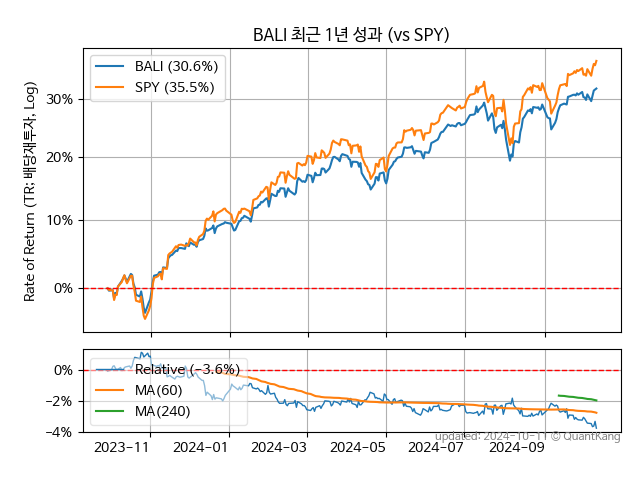 BALI 최근 1년 성과 (vs SPY)
BALI (30.6%)
SPY (35.5%)
Rate of Return (TR: 배당재투자, Log)
30%
20%
10%
0%
Relative (−3.6%)
MA(60)
MA(240)
0%
−2%
−4%
2023−11
2024−01
2024−03
2024−05
2024−07
2024−09
updated: 2024-10-11 © QuantKang